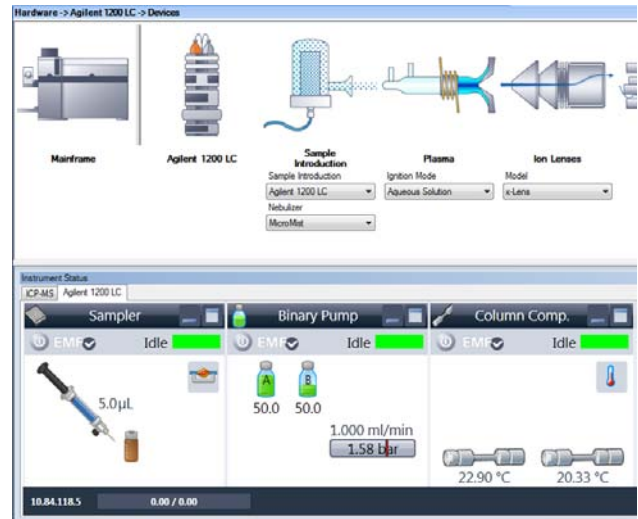 Hardware -> Agilent 1200 LC -> Devices
Mainframe
Agilent 1200 LC
Sample
Introduction
Plasma
Ion Lenses
Sample Introduction
Ignition Mode
Model
Agilent 1200 LC
Aqueous Solution
x-Lens
Nebulizer
MicroMist
Instrument Status
ICP-MS
Agilent 1200 LC
Sampler
Binary Pump
Column Comp.
EMF
Idle
EMF
Idle
EMF
Idle
5.0µL
A
B
50.0
50.0
1.000 ml/min
1.58 bar
22.90 °C
20.33 °C
10.84.118.5
0.00 / 0.00